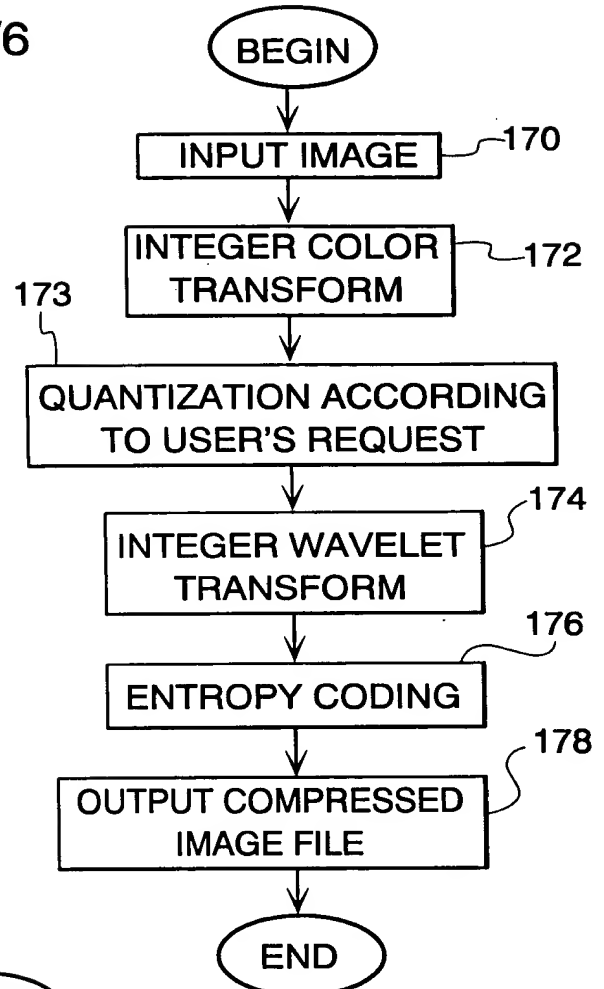 /6
BEGIN
INPUT IMAGE
170
INTEGER COLOR
TRANSFORM
172
173
QUANTIZATION ACCORDING
TO USER'S REQUEST
INTEGER WAVELET
TRANSFORM
174
176
ENTROPY CODING
178
OUTPUT COMPRESSED
IMAGE FILE
END